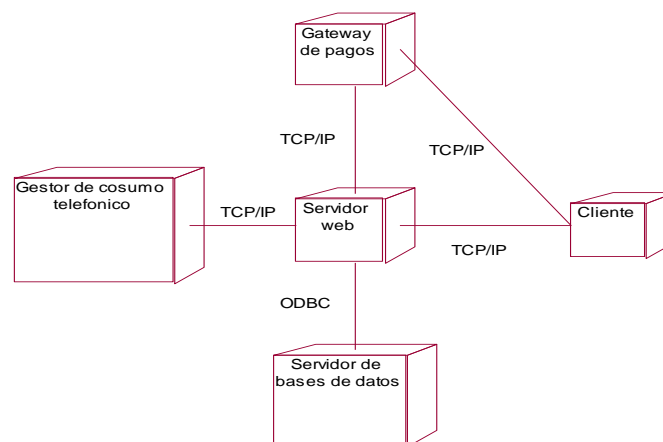 Gateway
de pagos
TCP/IP
TCP/IP
Gestor de cosumo
telefonico
TCP/IP
Servidor
web
Cliente
TCP/IP
ODBC
Servidor de
bases de datos